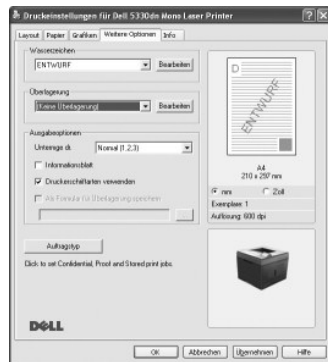 Druckeinstellungen für Dell 5330dn Mono Laser Printer
Layout Papier Grafiken Weitere Optionen Info
Wasserzeichen
ENTWURF Bearbeiten
Überlagerung
(Keine Überlagerung) Bearbeiten
Ausgabeoptionen
Normal (1,2,3)
Informationsblatt
Druckerschriftarten verwenden
Als Formular für Überlagerung speichern
Auftragstyp
Click to set Confidential, Proof and Stored print jobs.
D
ENTWURF
A4
210 x 297 mm
mm Zoll
Exemplare: 1
Auflösung: 600 dpi
DELL
OK Abbrechen Übernehmen Hilfe